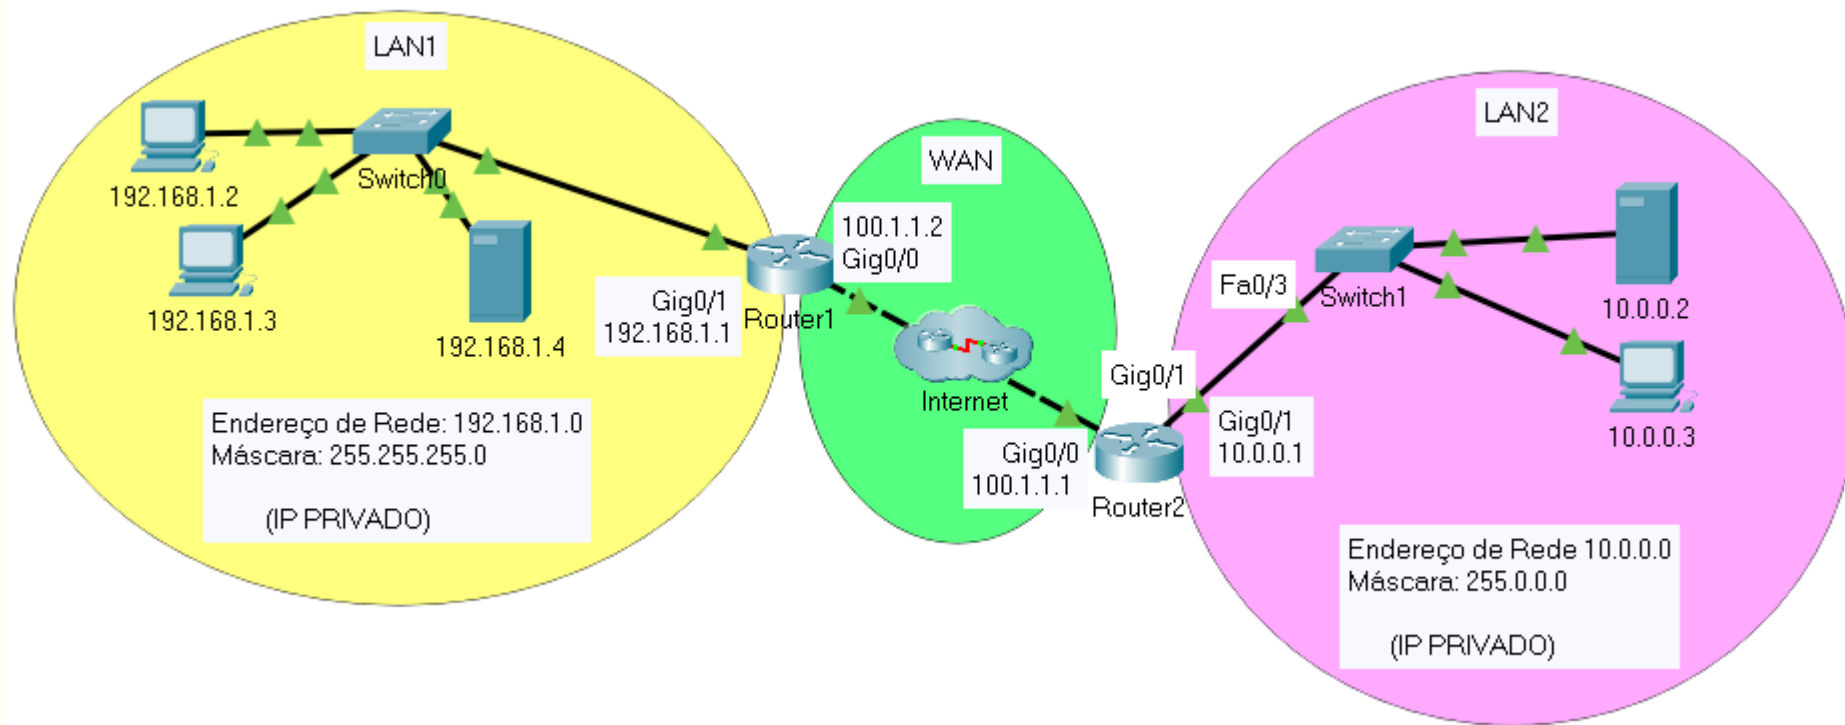 LAN1
192.168.1.2
Switch0
192.168.1.3
192.168.1.4
Gig0/1
192.168.1.1
Router1
Endereço de Rede: 192.168.1.0
Máscara: 255.255.255.0
(IP PRIVADO)
WAN
100.1.1.2
Gig0/0
Internet
Gig0/0
100.1.1.1
Router2
Gig0/1
Gig0/1
10.0.0.1
LAN2
Fa0/3
Switch1
10.0.0.2
10.0.0.3
Endereço de Rede 10.0.0.0
Máscara: 255.0.0.0
(IP PRIVADO)